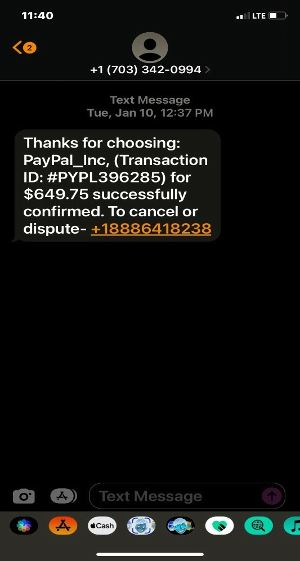 11:40
LTE
2
+1 (703) 342-0994 >
Text Message
Tue, Jan 10, 12:37 PM
Thanks for choosing:
PayPal_Inc, (Transaction
ID: #PYPL396285) for
$649.75 successfully
confirmed. To cancel or
dispute- +18886418238
Text Message
Cash